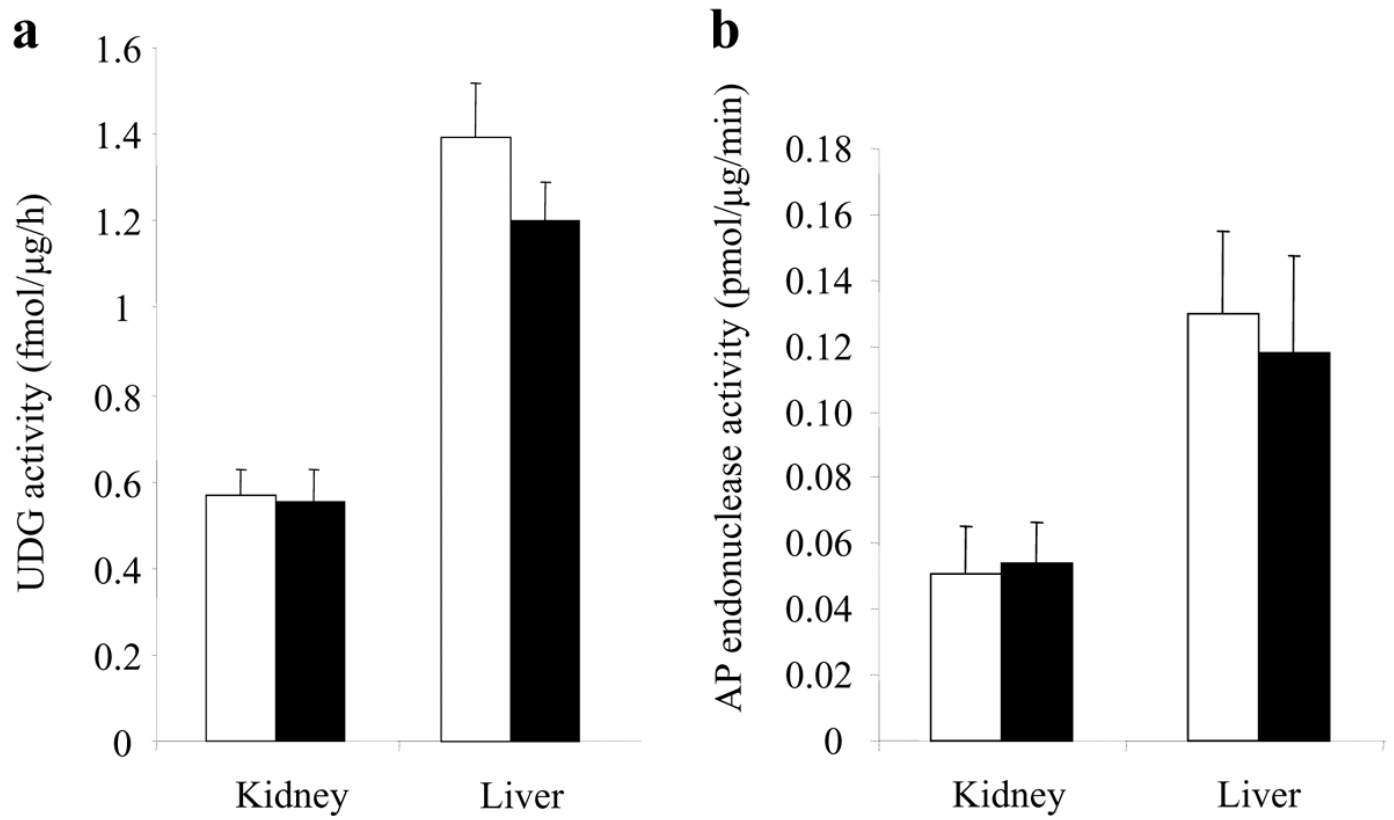 a
UDG activity (fmol/μg/h)
1.6
1.4
1.2
1
0.8
0.6
0.4
0.2
0
Kidney
Liver
b
AP endonuclease activity (pmol/μg/min)
0.18
0.16
0.14
0.12
0.10
0.08
0.06
0.04
0.02
0
Kidney
Liver